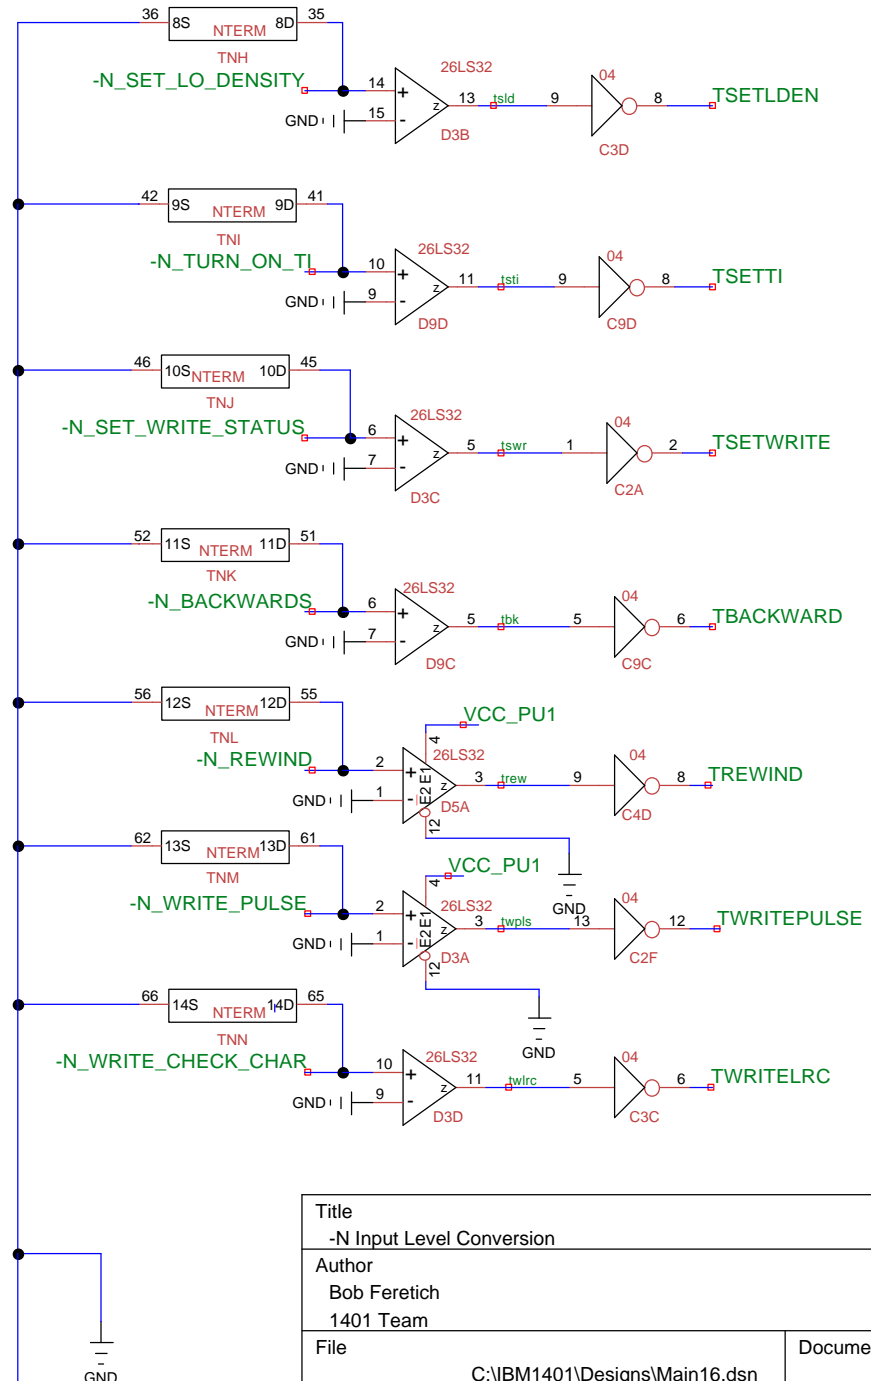 36 8S NTERM 8D 35
TNH
-N_SET_LO_DENSITY 14 + 26LS32 z 13 tsld 9 04 8 TSETLDEN
GND 15 - D3B C3D
42 9S NTERM 9D 41
TNI
-N_TURN_ON_TI 10 + 26LS32 z 11 tsti 9 04 8 TSETTI
GND 9 - D9D C9D
46 10S NTERM 10D 45
TNJ
-N_SET_WRITE_STATUS 6 + 26LS32 z 5 tswr 1 04 2 TSETWRITE
GND 7 - D3C C2A
52 11S NTERM 11D 51
TNK
-N_BACKWARDS 6 + 26LS32 z 5 tbk 5 04 6 TBACKWARD
GND 7 - D9C C9C
56 12S NTERM 12D 55
TNL VCC_PU1
-N_REWIND 2 + 4 E1 26LS32 z 3 trew 9 04 8 TREWIND
GND 1 - E2 12 D5A C4D
62 13S NTERM 13D 61
TNM VCC_PU1 GND
-N_WRITE_PULSE 2 + 4 E1 26LS32 z 3 twpls 13 04 12 TWRITEPULSE
GND 1 - E2 12 D3A C2F
66 14S NTERM 14D 65
TNN GND
-N_WRITE_CHECK_CHAR 10 + 26LS32 z 11 twlrc 5 04 6 TWRITELRC
GND 9 - D3D C3C
GND
Title
-N Input Level Conversion
Author
Bob Feretich
1401 Team
File Docume
C:\IBM1401\Designs\Main16.dsn